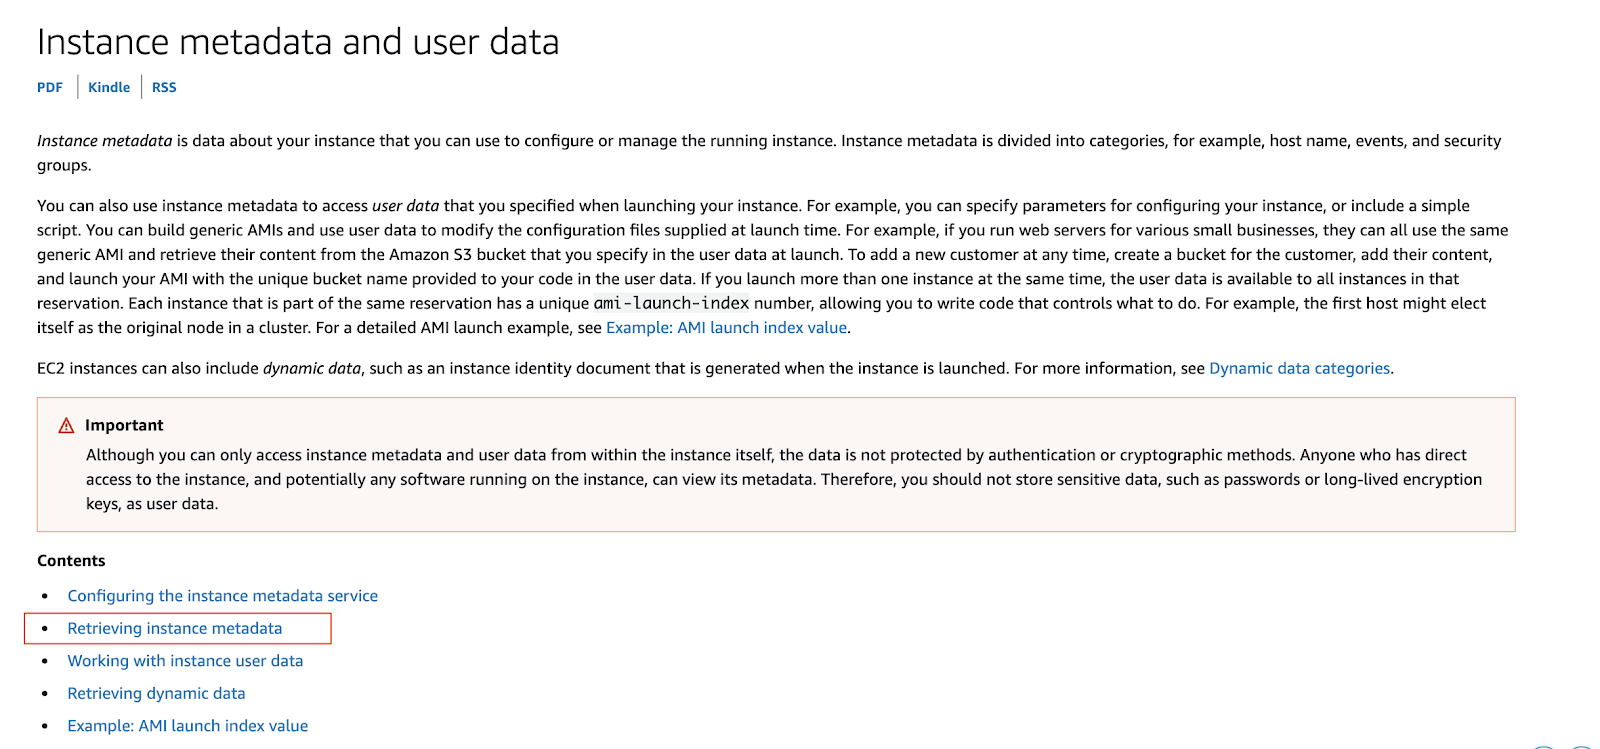 Instance metadata and user data
PDF | Kindle | RSS
Instance metadata is data about your instance that you can use to configure or manage the running instance. Instance metadata is divided into categories, for example, host name, events, and security
groups.
You can also use instance metadata to access user data that you specified when launching your instance. For example, you can specify parameters for configuring your instance, or include a simple
script. You can build generic AMIs and use user data to modify the configuration files supplied at launch time. For example, if you run web servers for various small businesses, they can all use the same
generic AMI and retrieve their content from the Amazon S3 bucket that you specify in the user data at launch. To add a new customer at any time, create a bucket for the customer, add their content,
and launch your AMI with the unique bucket name provided to your code in the user data. If you launch more than one instance at the same time, the user data is available to all instances in that
reservation. Each instance that is part of the same reservation has a unique ami-launch-index number, allowing you to write code that controls what to do. For example, the first host might elect
itself as the original node in a cluster. For a detailed AMI launch example, see Example: AMI launch index value.
EC2 instances can also include dynamic data, such as an instance identity document that is generated when the instance is launched. For more information, see Dynamic data categories.
Important
Although you can only access instance metadata and user data from within the instance itself, the data is not protected by authentication or cryptographic methods. Anyone who has direct
access to the instance, and potentially any software running on the instance, can view its metadata. Therefore, you should not store sensitive data, such as passwords or long-lived encryption
keys, as user data.
Contents
• Configuring the instance metadata service
• Retrieving instance metadata
• Working with instance user data
• Retrieving dynamic data
• Example: AMI launch index value